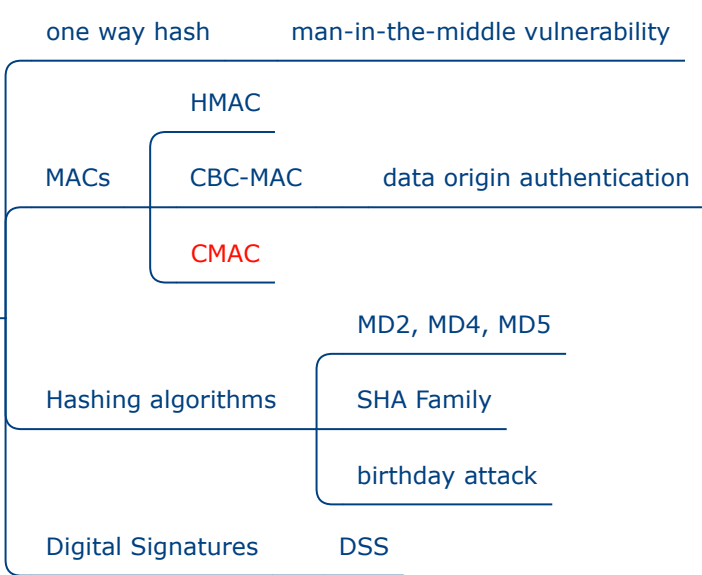 one way hash man-in-the-middle vulnerability
HMAC
MACs CBC-MAC data origin authentication
CMAC
MD2, MD4, MD5
Hashing algorithms SHA Family
birthday attack
Digital Signatures DSS